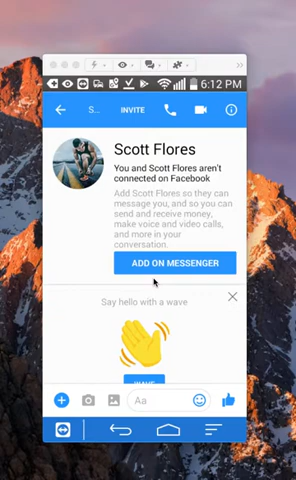 6:12 PM
S... INVITE
Scott Flores
You and Scott Flores aren't
connected on Facebook
Add Scott Flores so they can
message you, and so you can
send and receive money,
make voice and video calls,
and more in your
conversation.
ADD ON MESSENGER
Say hello with a wave
WAVE
Aa